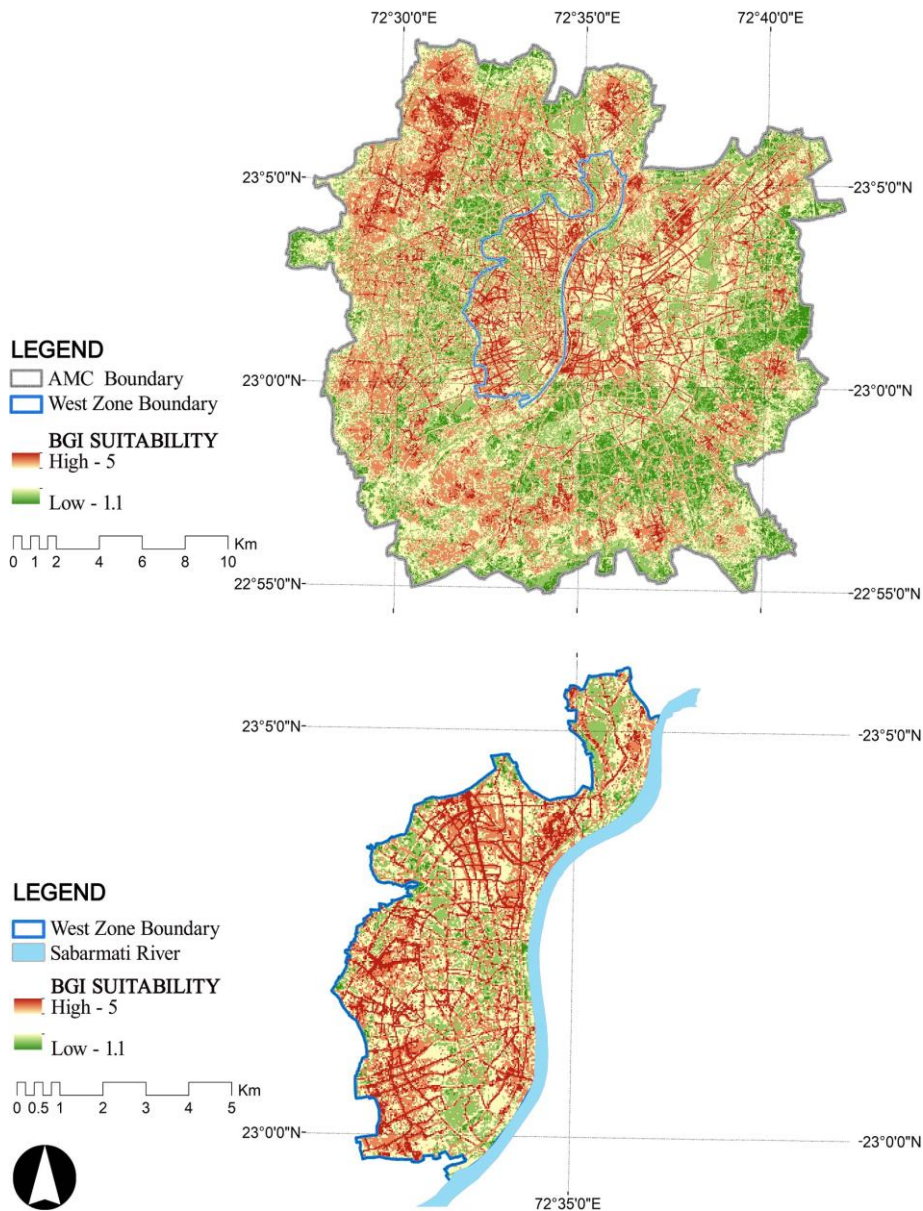 72°30'0"E 72°35'0"E 72°40'0"E
23°5'0"N 23°5'0"N
LEGEND
AMC Boundary
West Zone Boundary
BGI SUITABILITY
High - 5
Low - 1.1
Km
0 1 2 4 6 8 10
23°0'0"N 23°0'0"N
22°55'0"N 22°55'0"N
23°5'0"N 23°5'0"N
LEGEND
West Zone Boundary
Sabarmati River
BGI SUITABILITY
High - 5
Low - 1.1
Km
0 0.5 1 2 3 4 5
23°0'0"N 23°0'0"N
72°35'0"E